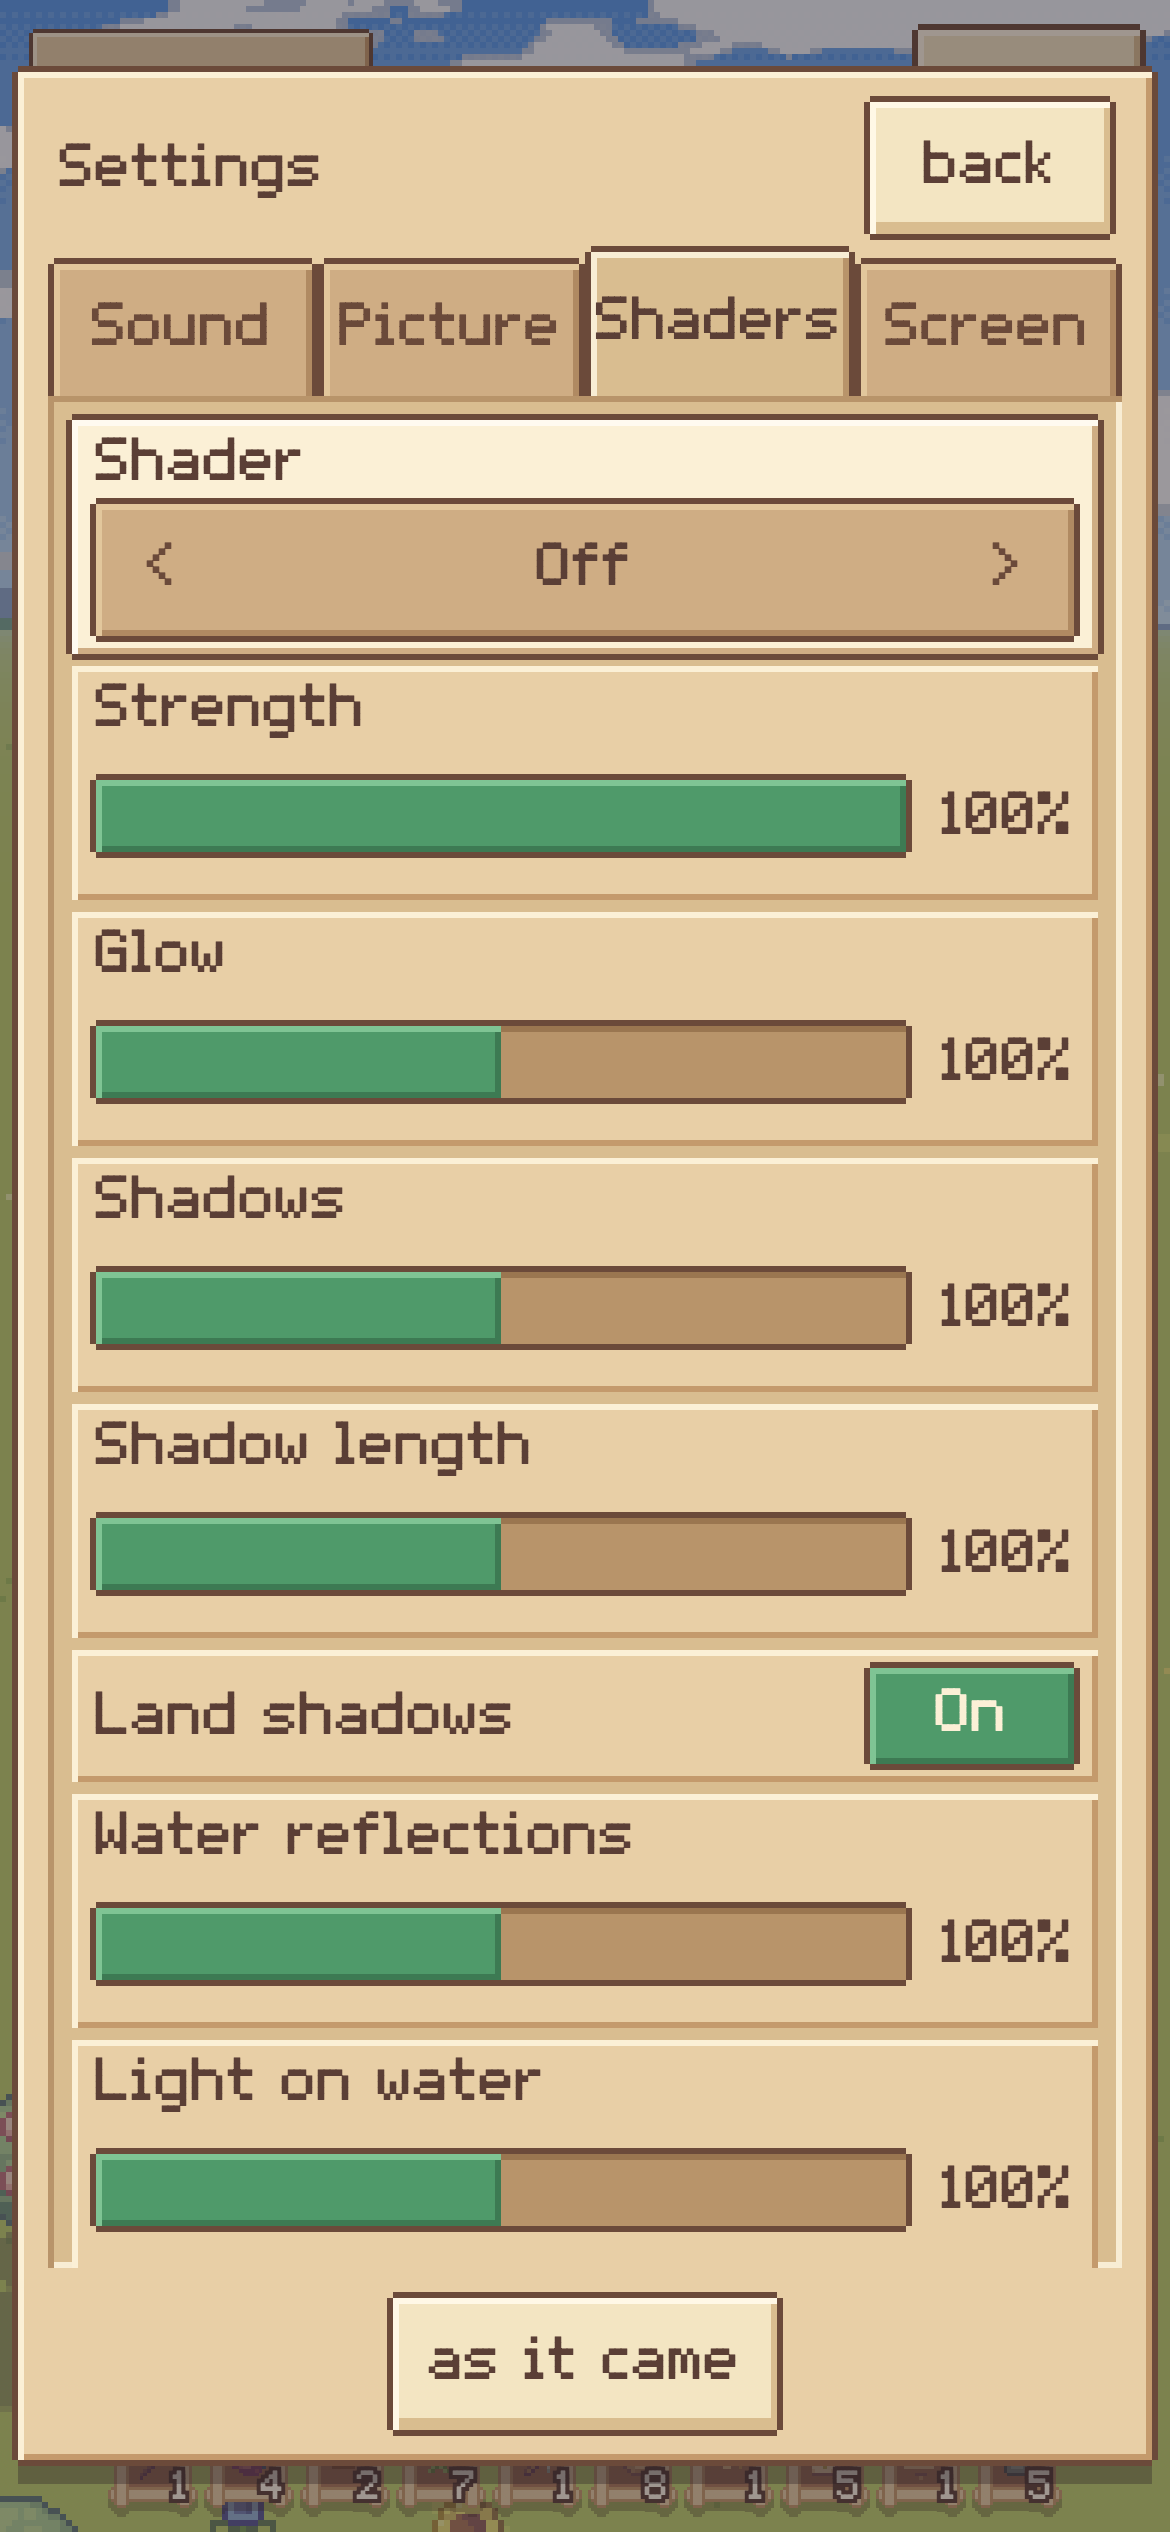 Settings
back
Sound Picture Shaders Screen
Shader
< Off >
Strength
100%
Glow
100%
Shadows
100%
Shadow length
100%
Land shadows On
Water reflections
100%
Light on water
100%
as it came
1 4 2 7 1 8 1 5 1 5